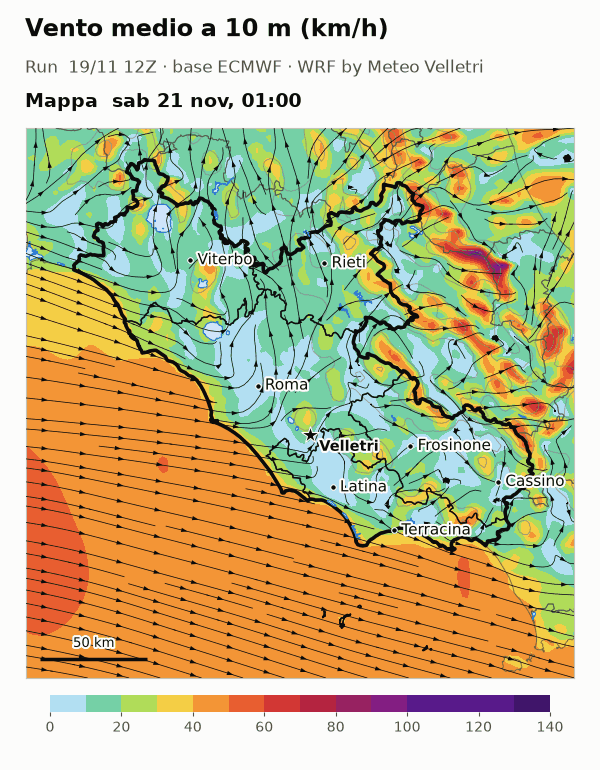 Vento medio a 10 m (km/h)
Run  19/11 12Z · base ECMWF · WRF by Meteo Velletri
Mappa  sab 21 nov, 01:00
Viterbo
Rieti
Roma
Velletri
Frosinone
Latina
Cassino
Terracina
50 km
0 20 40 60 80 100 120 140